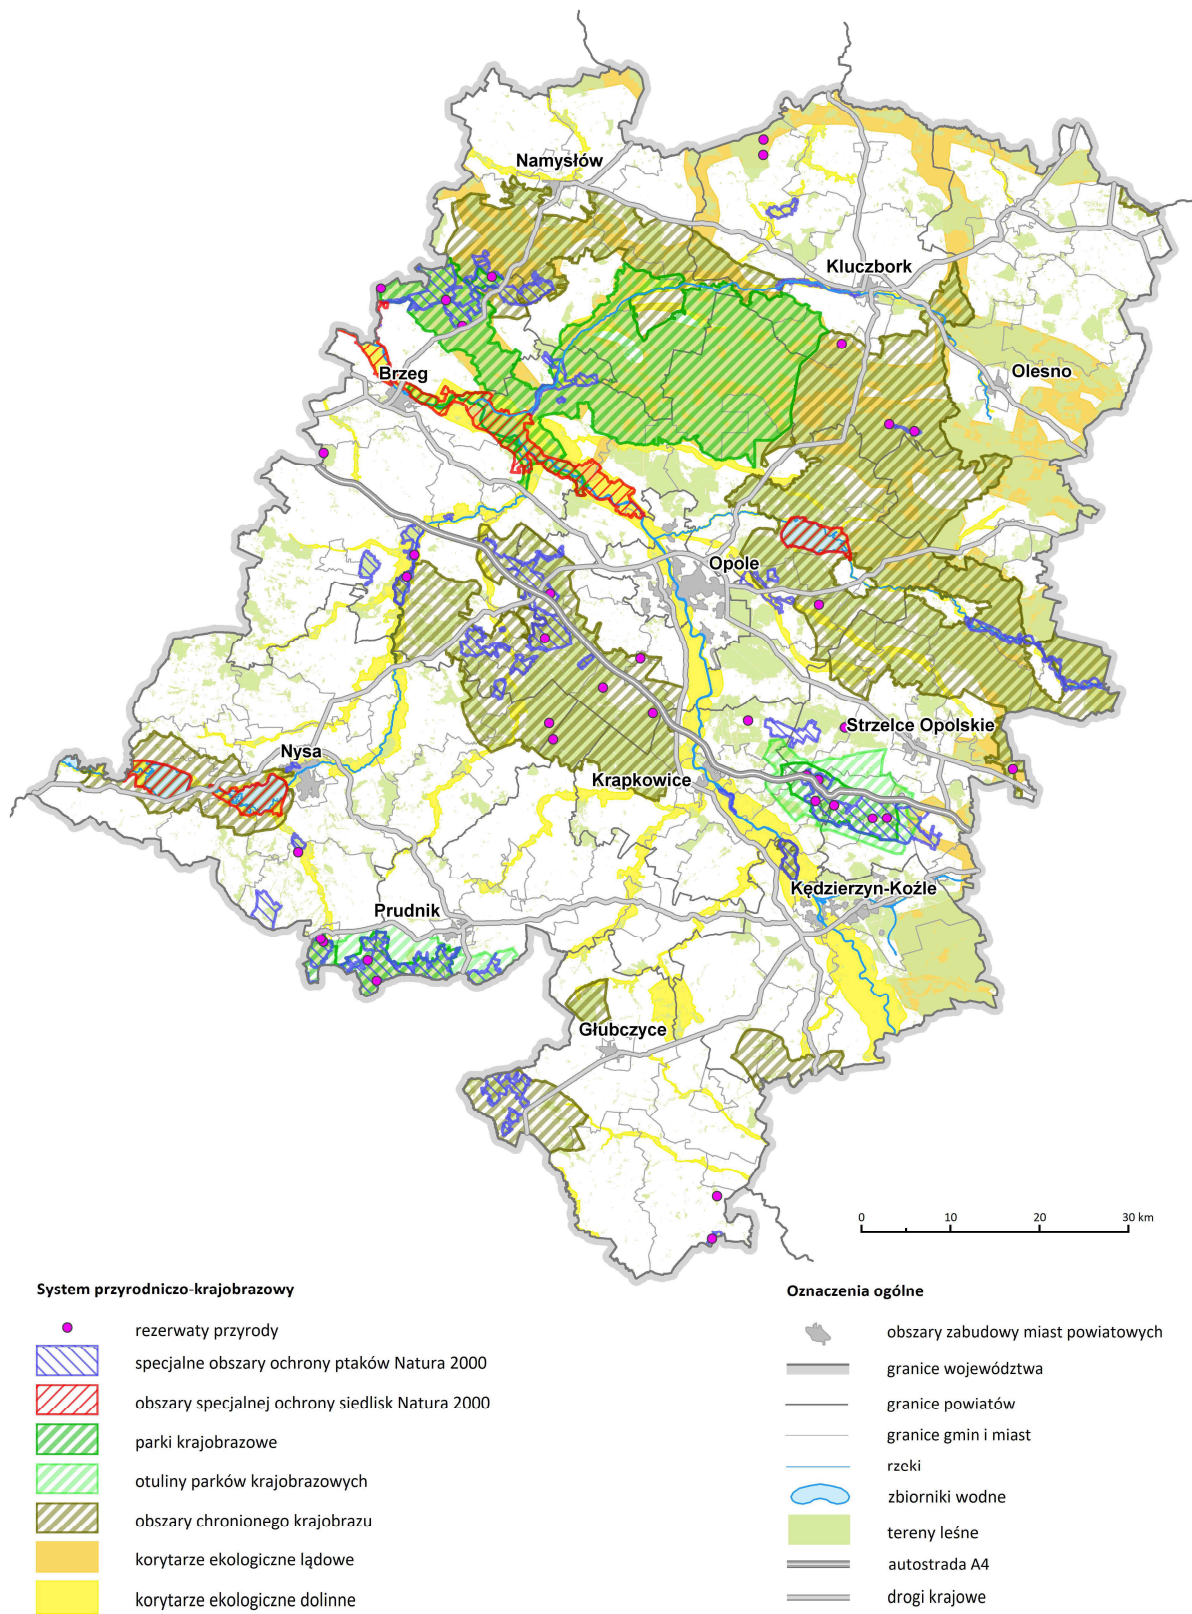 Namysłów
Kluczbork
Brzeg
Olesno
Opole
Strzelce Opolskie
Nysa
Krapkowice
Kędzierzyn-Koźle
Prudnik
Głubczyce
0 10 20 30 km
System przyrodniczo-krajobrazowy
rezerwaty przyrody
specjalne obszary ochrony ptaków Natura 2000
obszary specjalnej ochrony siedlisk Natura 2000
parki krajobrazowe
otuliny parków krajobrazowych
obszary chronionego krajobrazu
korytarze ekologiczne lądowe
korytarze ekologiczne dolinne
Oznaczenia ogólne
obszary zabudowy miast powiatowych
granice województwa
granice powiatów
granice gmin i miast
rzeki
zbiorniki wodne
tereny leśne
autostrada A4
drogi krajowe